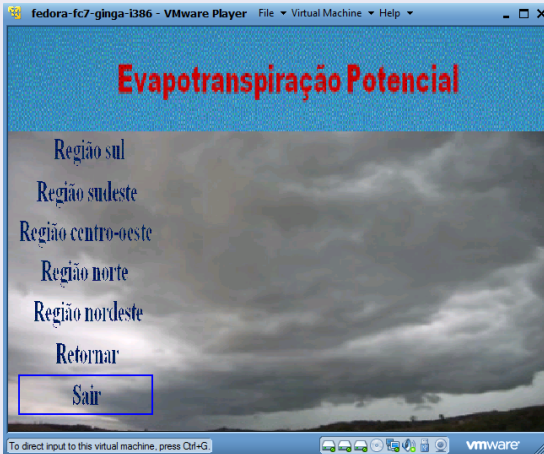 fedora-fc7-ginga-i386 - VMware Player File Virtual Machine Help
Evapotranspiração Potencial
Região sul
Região sudeste
Região centro-oeste
Região norte
Região nordeste
Retornar
Sair
To direct input to this virtual machine, press Ctrl+G.
vmware